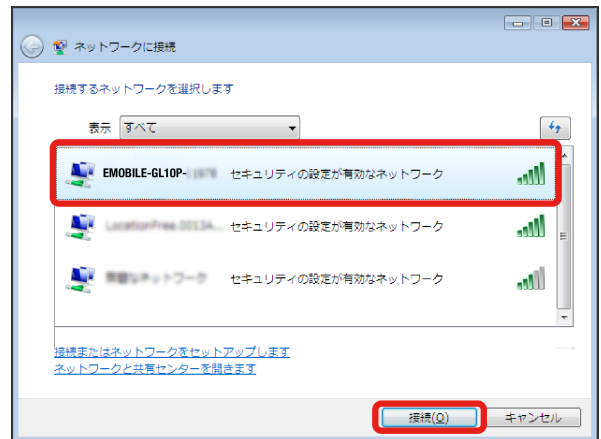 ネットワークに接続
接続するネットワークを選択します
表示 すべて
EMOBILE-GL10P- セキュリティの設定が有効なネットワーク
セキュリティの設定が有効なネットワーク
セキュリティの設定が有効なネットワーク
接続またはネットワークをセットアップします
ネットワークと共有センターを開きます
接続(O) キャンセル